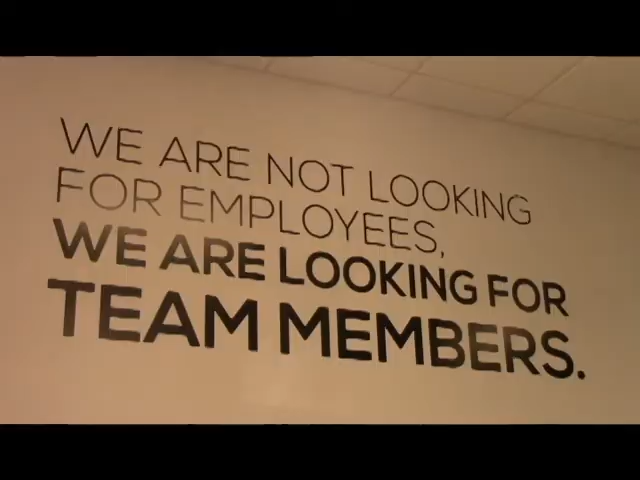 WE ARE NOT LOOKING
FOR EMPLOYEES,
WE ARE LOOKING FOR
TEAM MEMBERS.